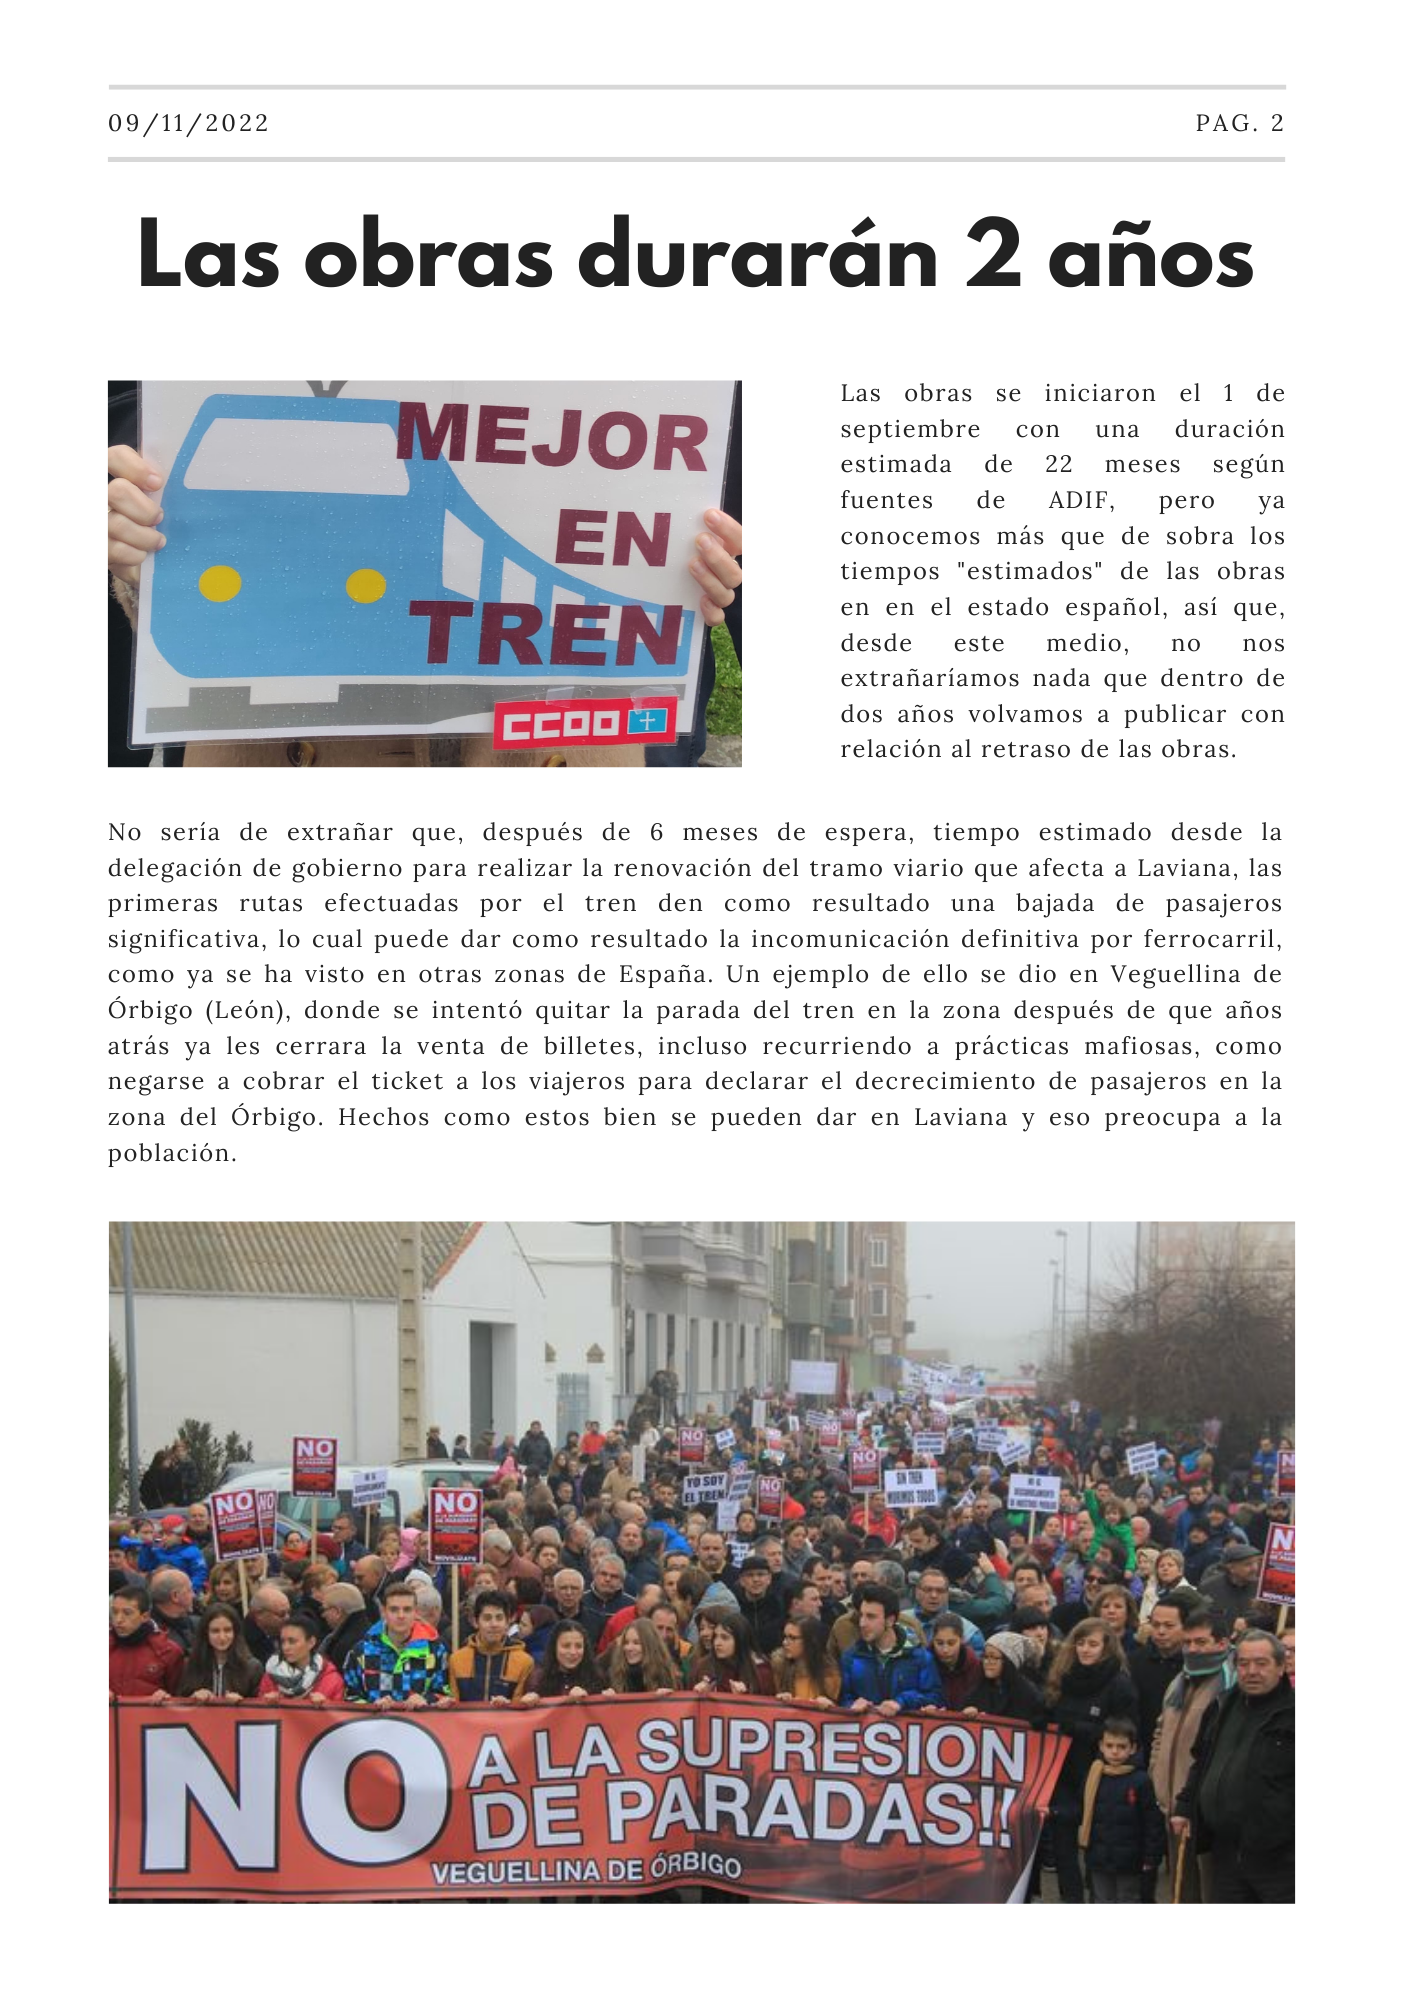 09/11/2022
PAG. 2
Las obras durarán 2 años
MEJOR
EN
TREN
CCOO
Las obras se iniciaron el 1 de
septiembre con una duración
estimada de 22 meses según
fuentes de ADIF, pero ya
conocemos más que de sobra los
tiempos "estimados" de las obras
en en el estado español, así que,
desde este medio, no nos
extrañaríamos nada que dentro de
dos años volvamos a publicar con
relación al retraso de las obras.
No sería de extrañar que, después de 6 meses de espera, tiempo estimado desde la
delegación de gobierno para realizar la renovación del tramo viario que afecta a Laviana, las
primeras rutas efectuadas por el tren den como resultado una bajada de pasajeros
significativa, lo cual puede dar como resultado la incomunicación definitiva por ferrocarril,
como ya se ha visto en otras zonas de España. Un ejemplo de ello se dio en Veguellina de
Órbigo (León), donde se intentó quitar la parada del tren en la zona después de que años
atrás ya les cerrara la venta de billetes, incluso recurriendo a prácticas mafiosas, como
negarse a cobrar el ticket a los viajeros para declarar el decrecimiento de pasajeros en la
zona del Órbigo. Hechos como estos bien se pueden dar en Laviana y eso preocupa a la
población.
NO
NO
NO
YO SOY
EL TREN
NO
NO
SIN TREN
MORIMOS TODOS
NO
NO
A LA SUPRESION
DE PARADAS
MOVILIZATE
NO A LA SUPRESION
DE PARADAS!!
VEGUELLINA DE ÓRBIGO